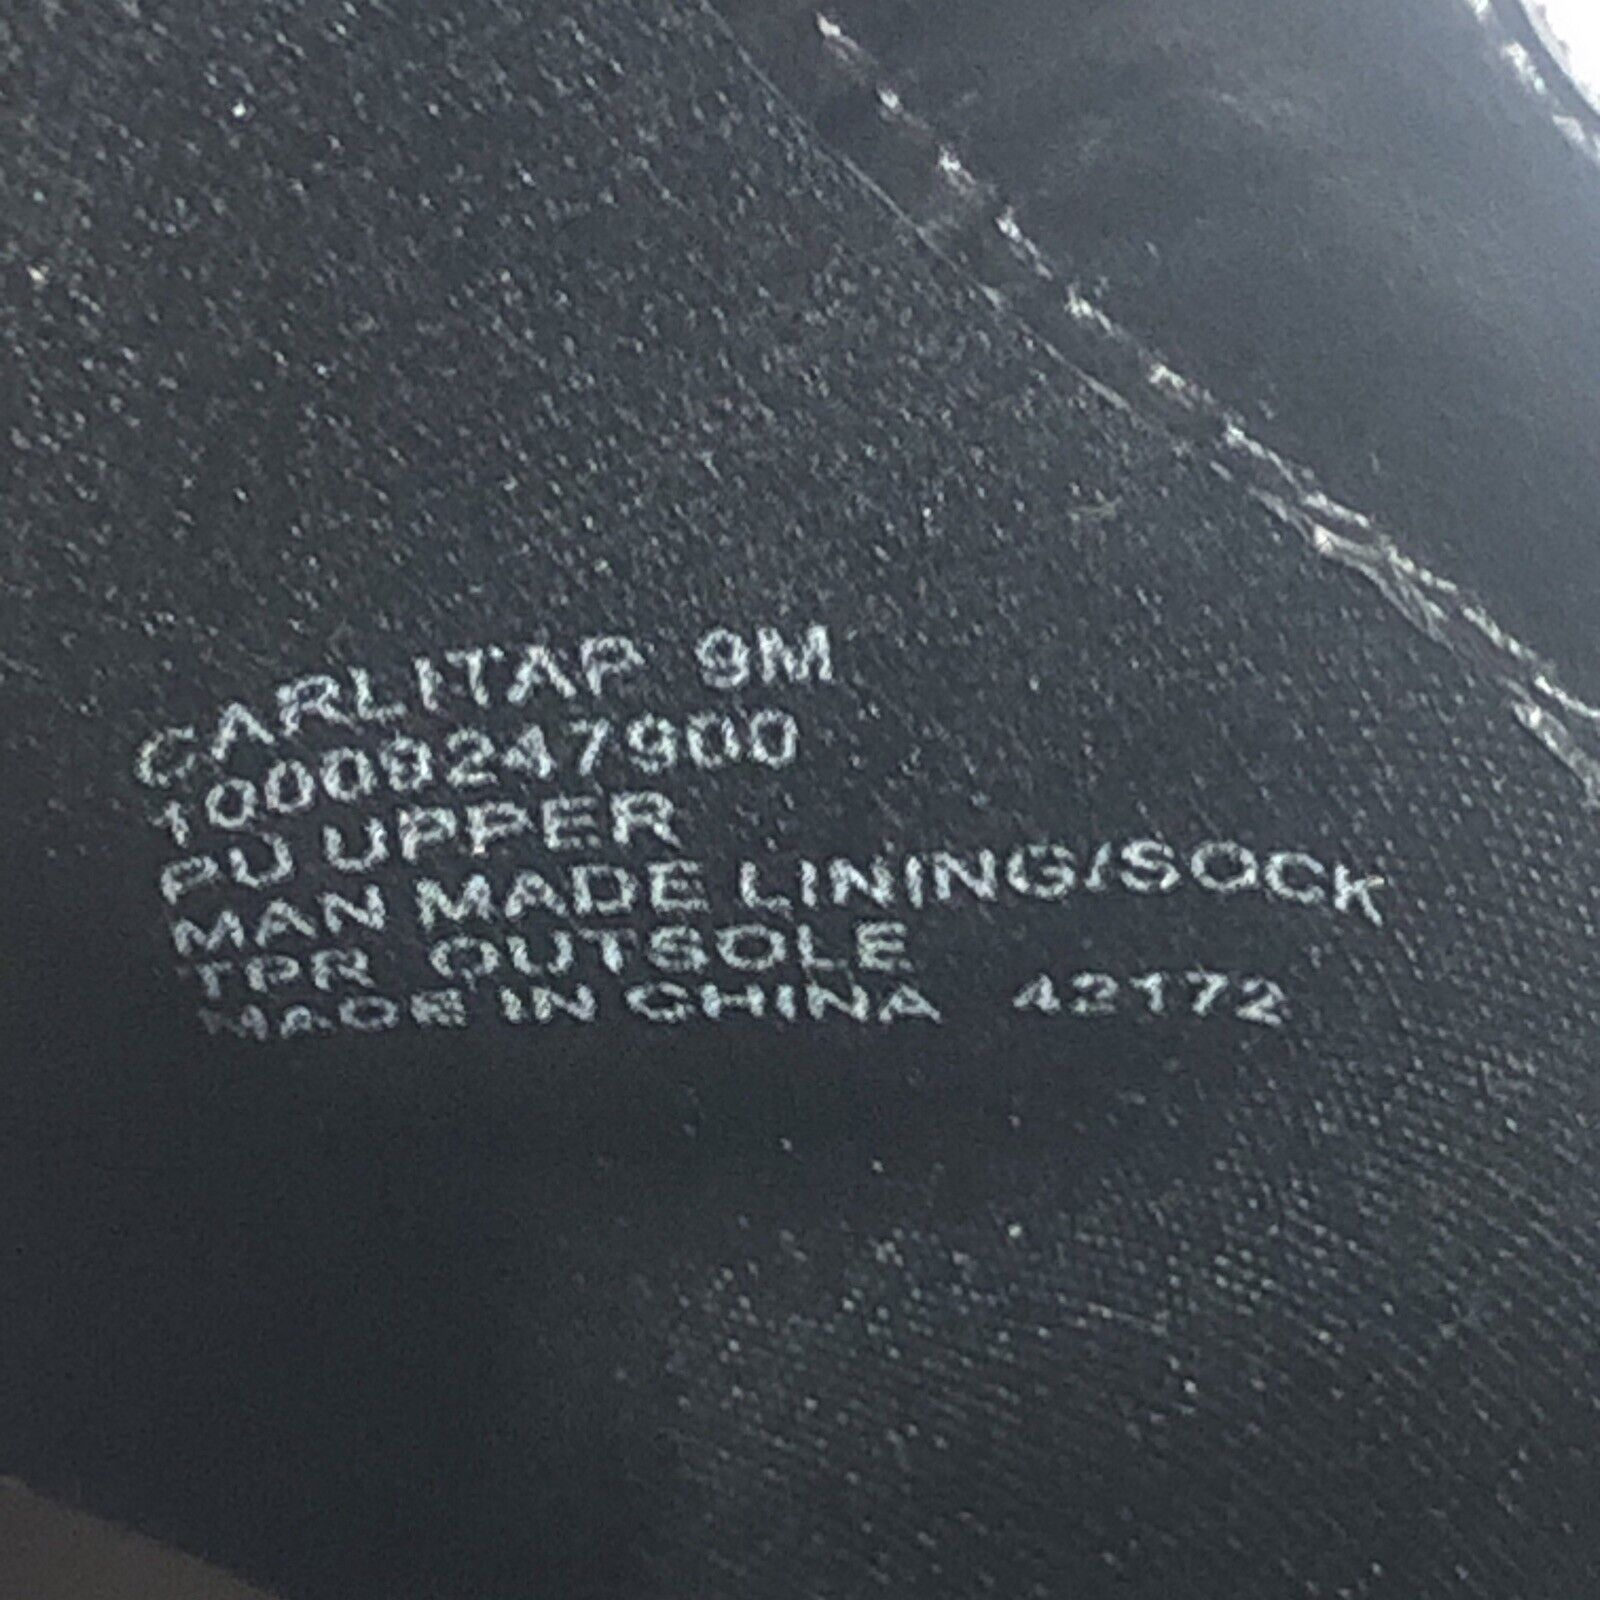 CARLITAP 9M
10008247900
PU UPPER
MAN MADE LINING/SOCK
TPR OUTSOLE
MADE IN CHINA 42172